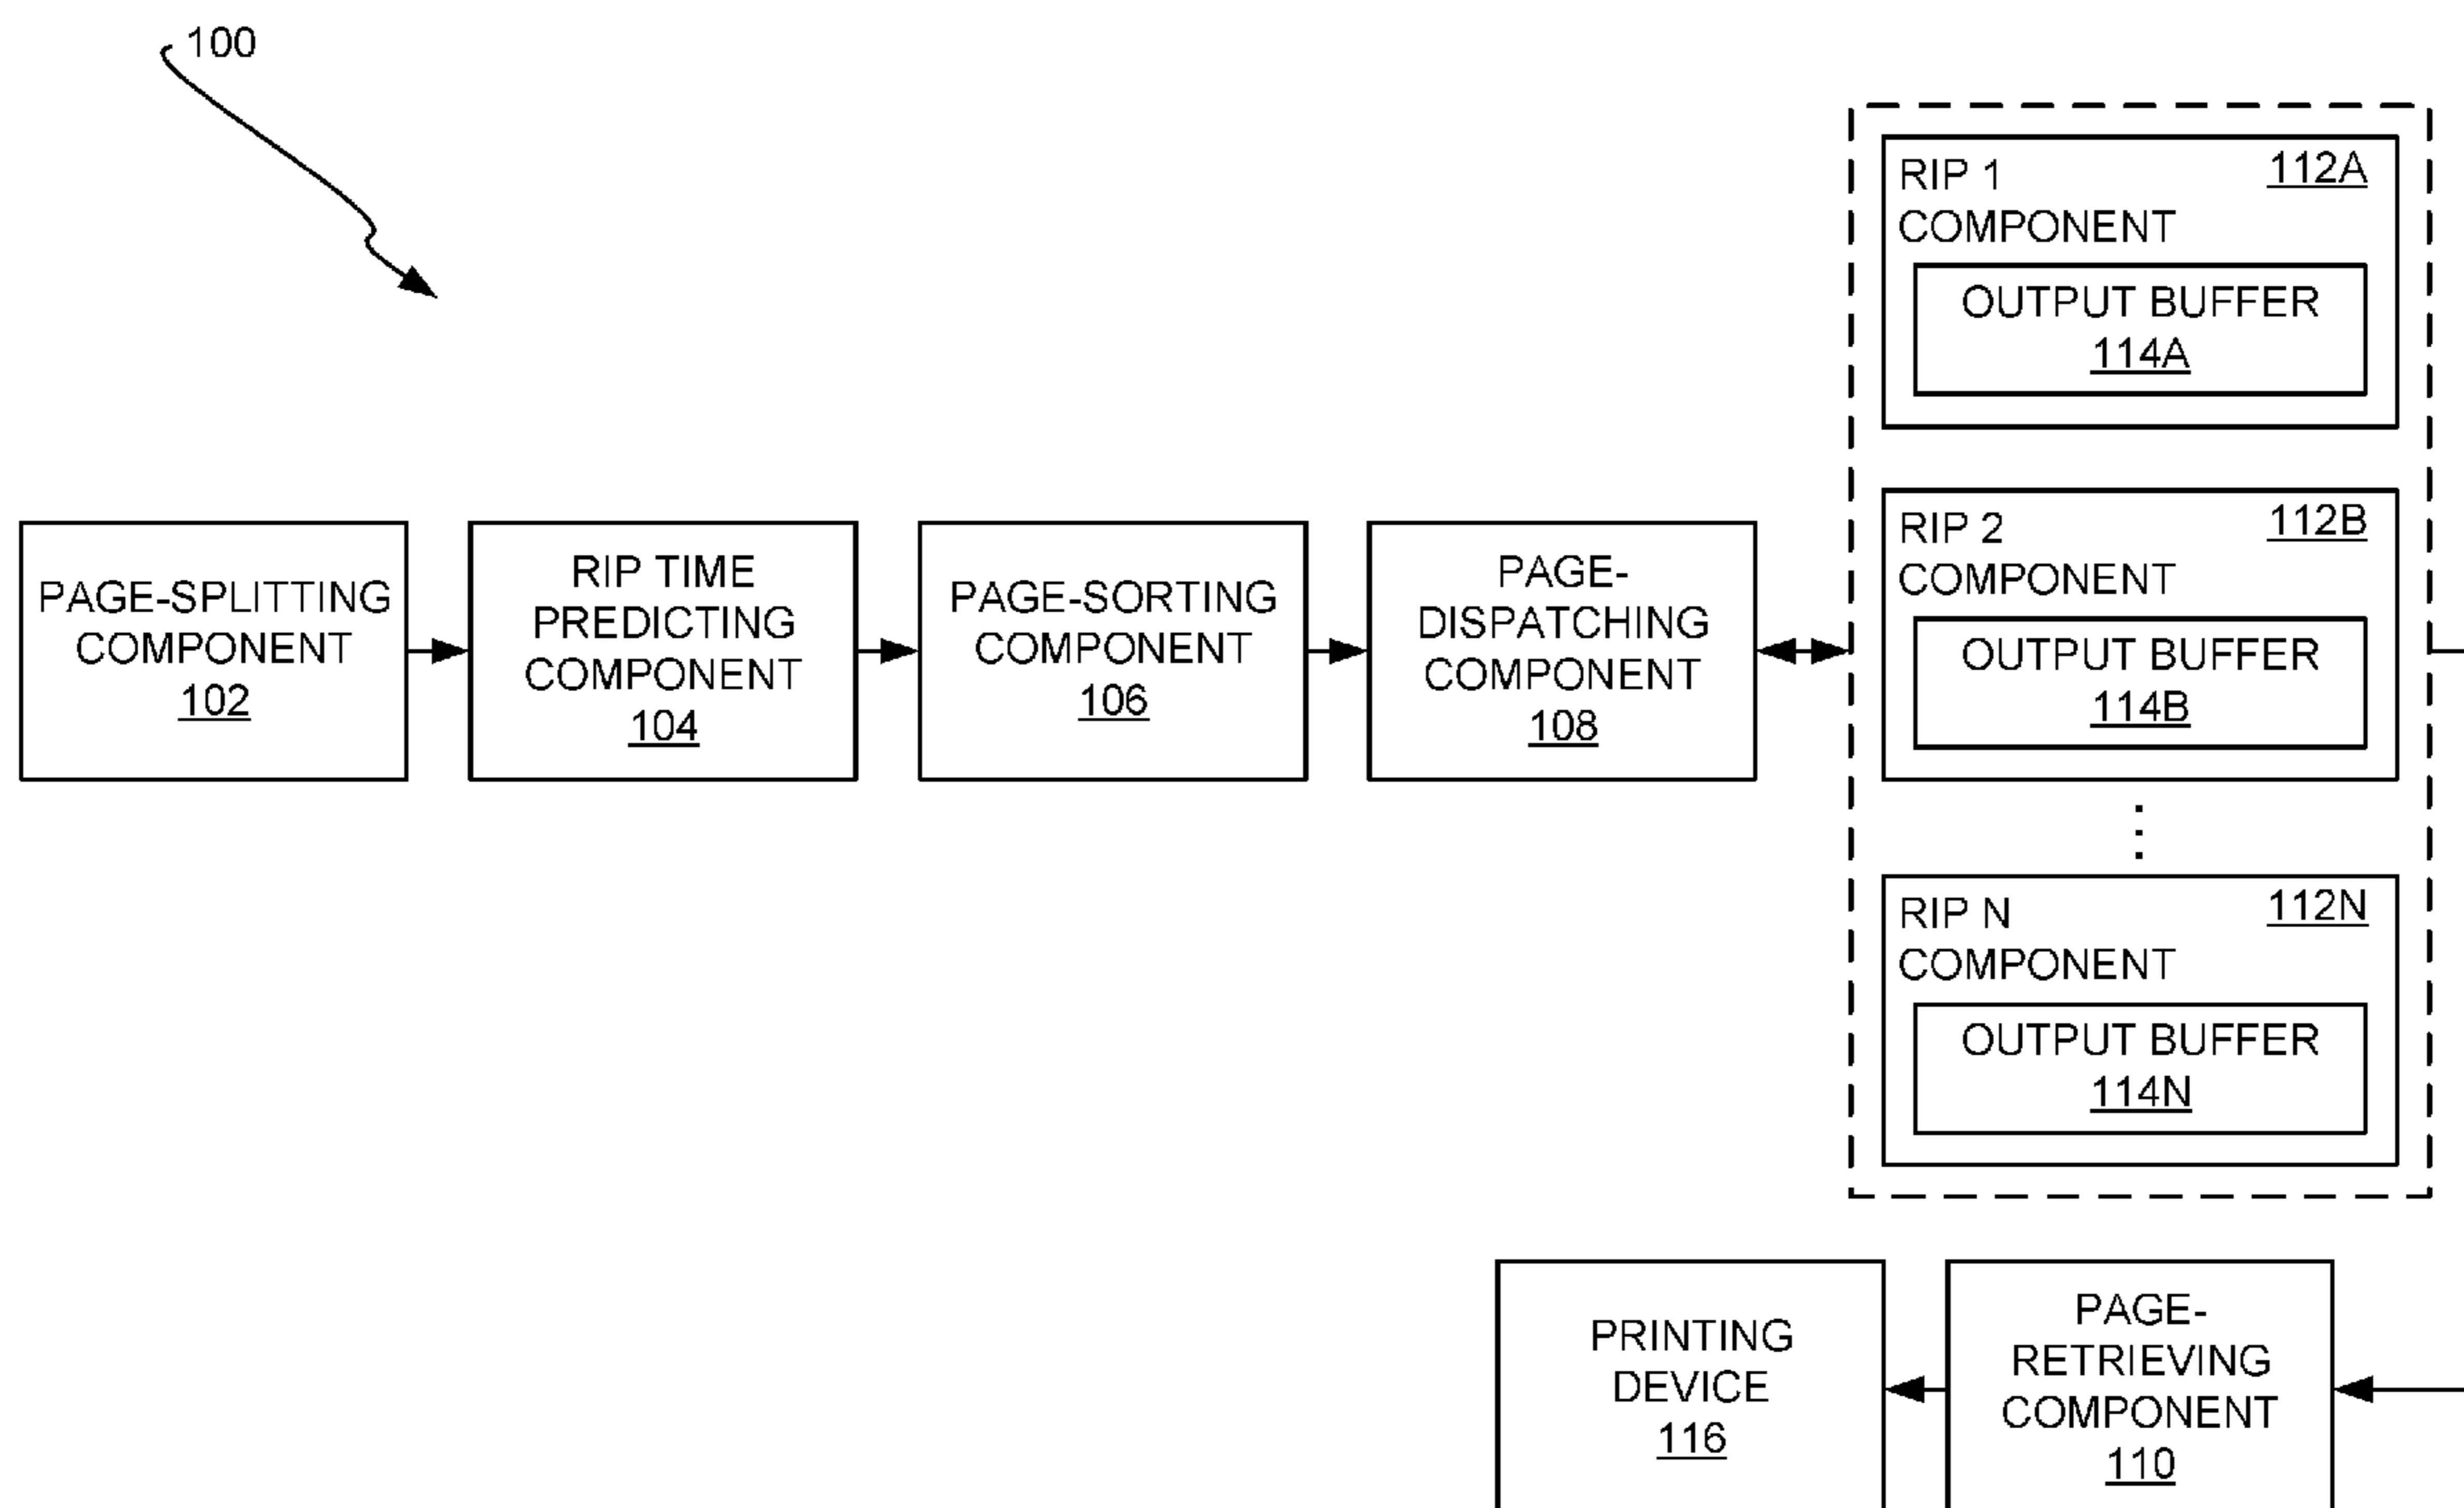 100
RIP 1
112A
COMPONENT
OUTPUT BUFFER
114A
PAGE-SPLITTING
COMPONENT
102
RIP TIME
PREDICTING
COMPONENT
104
PAGE-SORTING
COMPONENT
106
PAGE-
DISPATCHING
COMPONENT
108
RIP 2
112B
COMPONENT
OUTPUT BUFFER
114B
RIP N
112N
COMPONENT
OUTPUT BUFFER
114N
PRINTING
DEVICE
116
PAGE-
RETRIEVING
COMPONENT
110